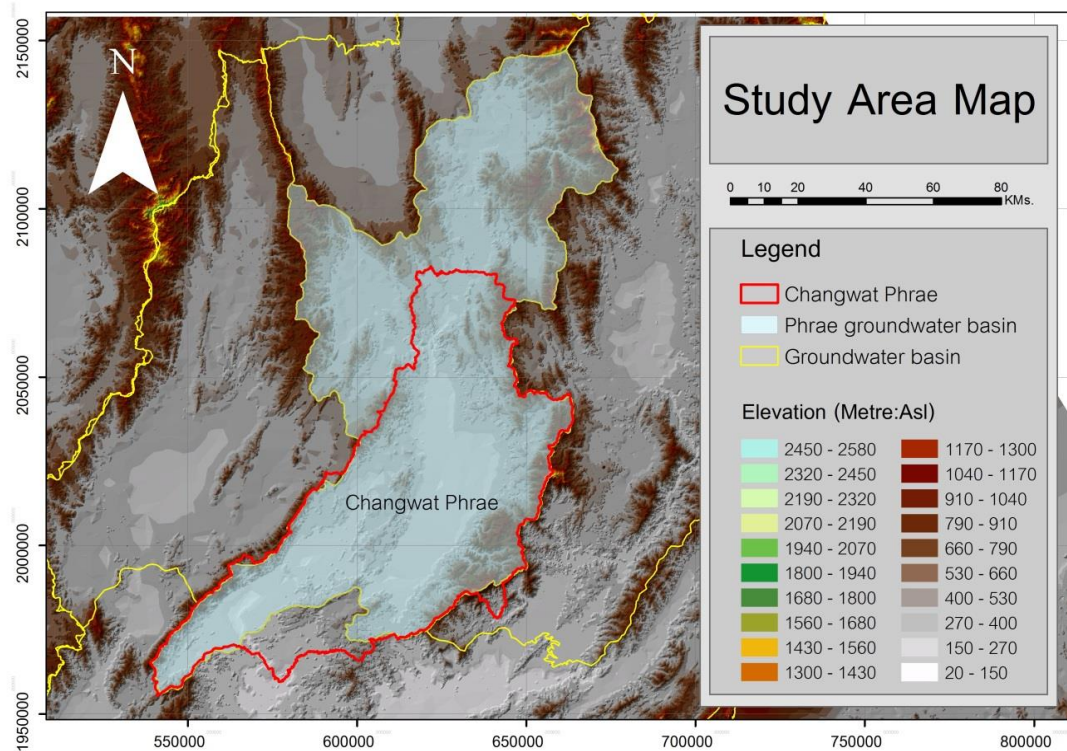 2150000
2100000
2050000
2000000
1950000
N
Changwat Phrae
Study Area Map
0 10 20 40 60 80
KMs.
Legend
Changwat Phrae
Phrae groundwater basin
Groundwater basin
Elevation (Metre:Asl)
2450 - 2580
2320 - 2450
2190 - 2320
2070 - 2190
1940 - 2070
1800 - 1940
1680 - 1800
1560 - 1680
1430 - 1560
1300 - 1430
1170 - 1300
1040 - 1170
910 - 1040
790 - 910
660 - 790
530 - 660
400 - 530
270 - 400
150 - 270
20 - 150
550000 600000 650000 700000 750000 800000